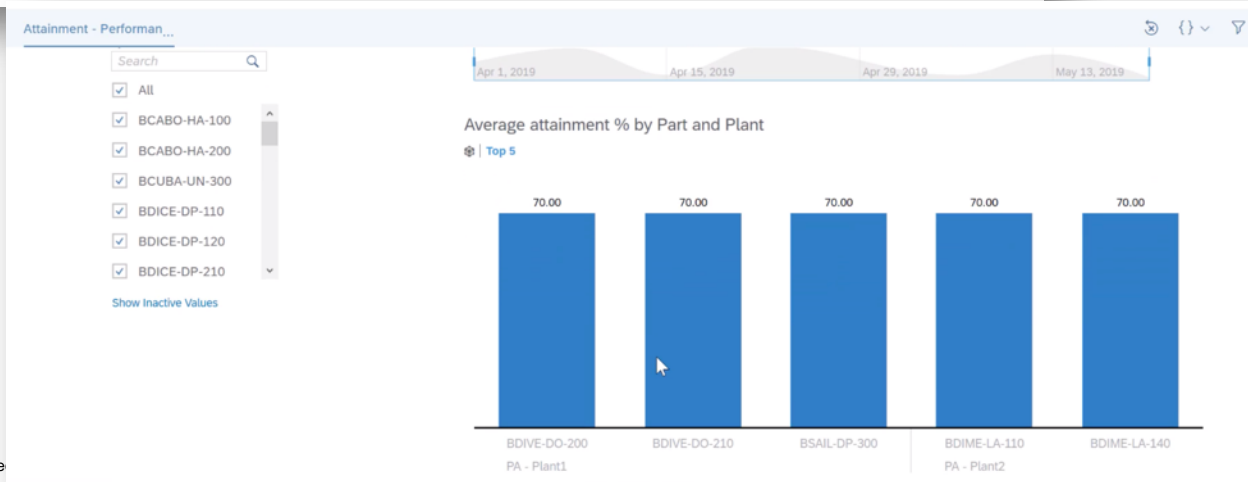 Attainment - Performan...
{}
Search
All
BCABO-HA-100
BCABO-HA-200
BCUBA-UN-300
BDICE-DP-110
BDICE-DP-120
BDICE-DP-210
Show Inactive Values
Apr 1, 2019 Apr 15, 2019 Apr 29, 2019 May 13, 2019
Average attainment % by Part and Plant
Top 5
70.00 70.00 70.00 70.00 70.00
BDIVE-DO-200 BDIVE-DO-210 BSAIL-DP-300 BDIME-LA-110 BDIME-LA-140
PA - Plant1 PA - Plant2